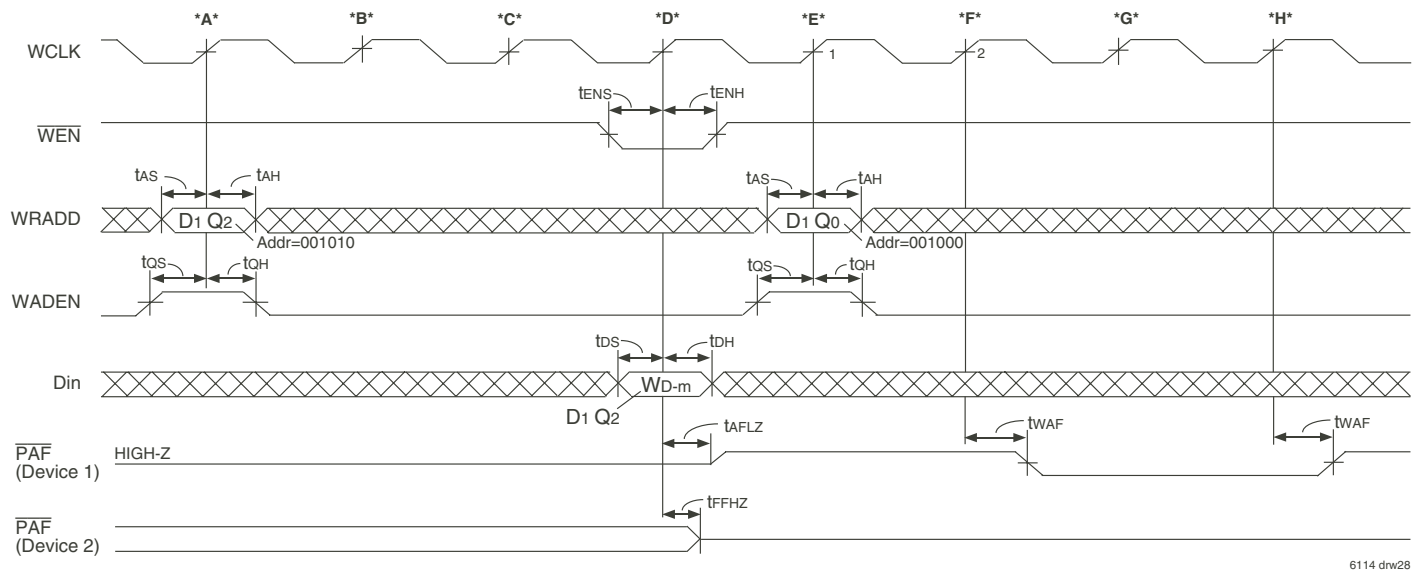 *A* *B* *C* *D* *E* *F* *G* *H*
WCLK 1 2
tENS tENH
WEN
tAS tAH tAS tAH
WRADD D1 Q2 D1 Q0
Addr=001010 Addr=001000
tQS tQH tQS tQH
WADEN
tDS tDH
Din WD-m
D1 Q2
tAFLZ tWAF tWAF
PAF HIGH-Z
(Device 1)
tFFHZ
PAF
(Device 2)
6114 drw28